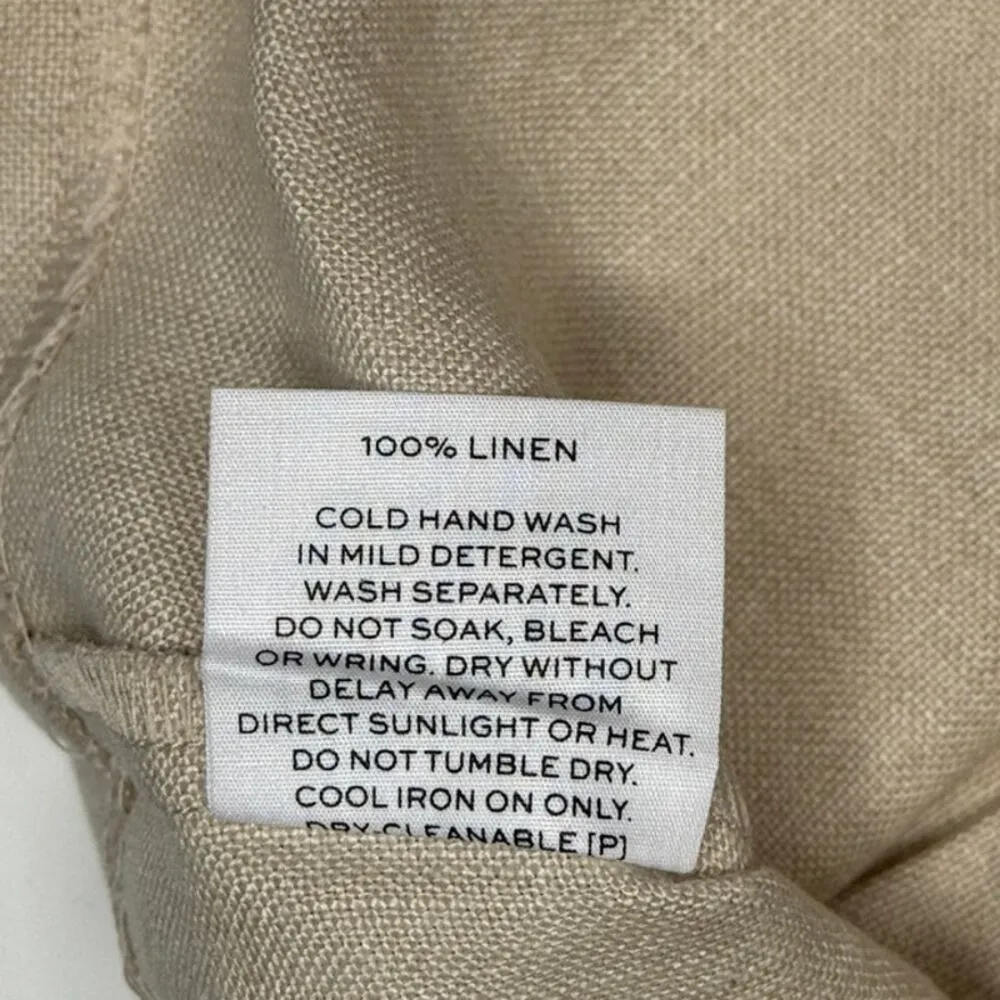 100% LINEN
COLD HAND WASH
IN MILD DETERGENT.
WASH SEPARATELY.
DO NOT SOAK, BLEACH
OR WRING. DRY WITHOUT
DELAY AWAY FROM
DIRECT SUNLIGHT OR HEAT.
DO NOT TUMBLE DRY.
COOL IRON ON ONLY.
DRY-CLEANABLE [P]